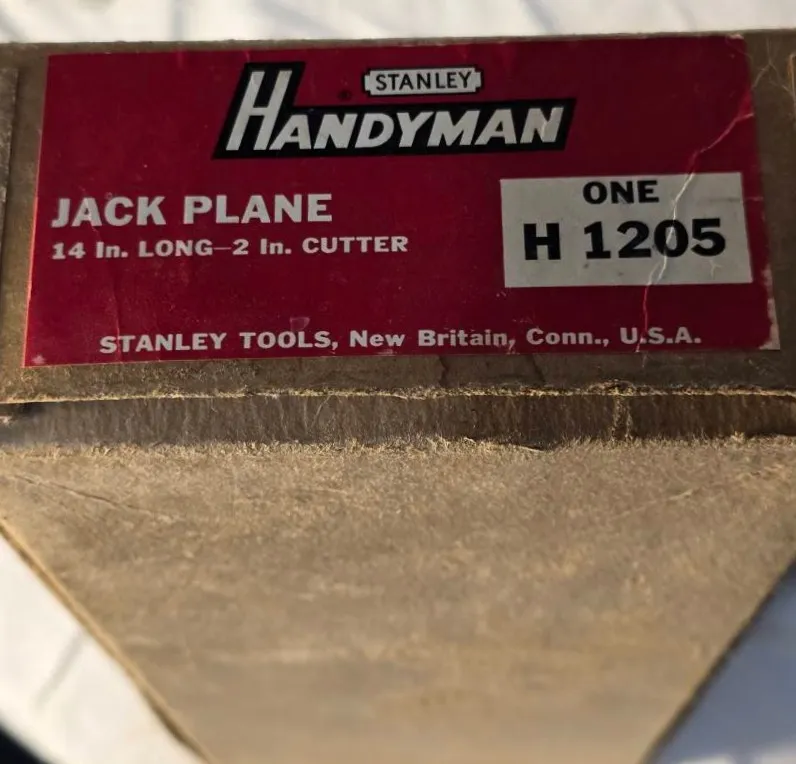 STANLEY
HANDYMAN
®
JACK PLANE
14 In. LONG–2 In. CUTTER
ONE
H 1205
STANLEY TOOLS, New Britain, Conn., U.S.A.